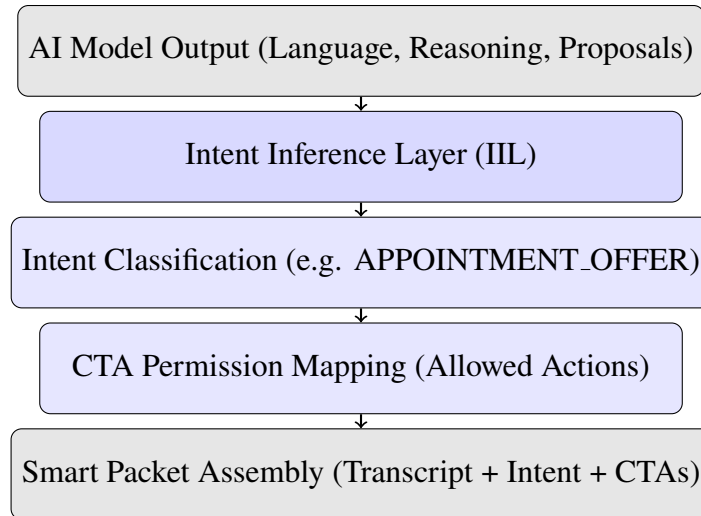 AI Model Output (Language, Reasoning, Proposals)
Intent Inference Layer (IIL)
Intent Classification (e.g. APPOINTMENT_OFFER)
CTA Permission Mapping (Allowed Actions)
Smart Packet Assembly (Transcript + Intent + CTAs)